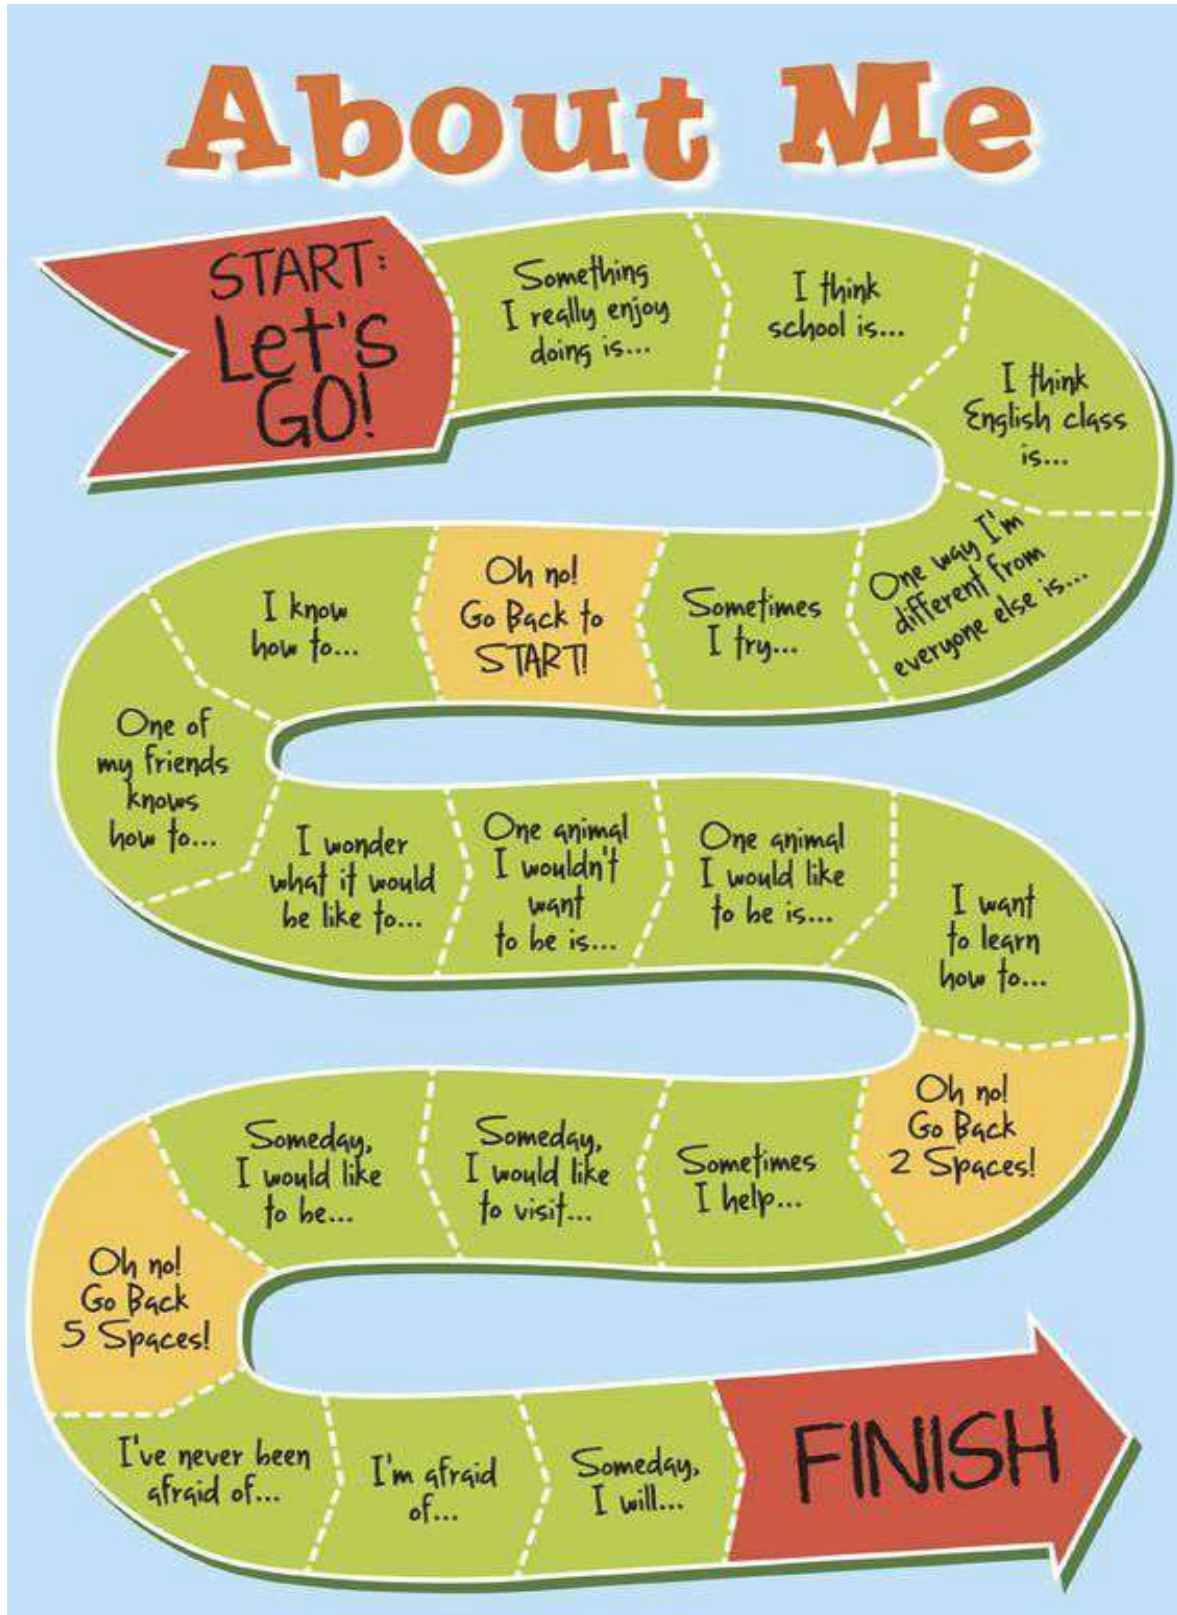 About Me
START:
Let's
GO!
Something
I really enjoy
doing is...
I think
school is...
I think
English class
is...
One way I'm
different from
everyone else is...
Sometimes
I try...
Oh no!
Go Back to
START!
I know
how to...
One of
my friends
knows
how to...
I wonder
what it would
be like to...
One animal
I wouldn't
want
to be is...
One animal
I would like
to be is...
I want
to learn
how to...
Oh no!
Go Back
2 Spaces!
Sometimes
I help...
Someday,
I would like
to visit...
Someday,
I would like
to be...
Oh no!
Go Back
5 Spaces!
I've never been
afraid of...
I'm afraid
of...
Someday,
I will...
FINISH